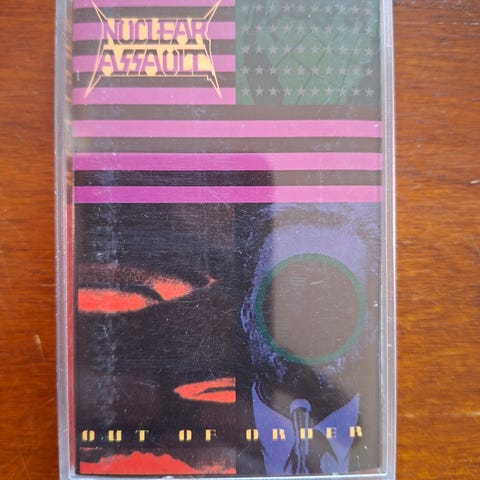 NUCLEAR
ASSAULT
OUT OF ORDER